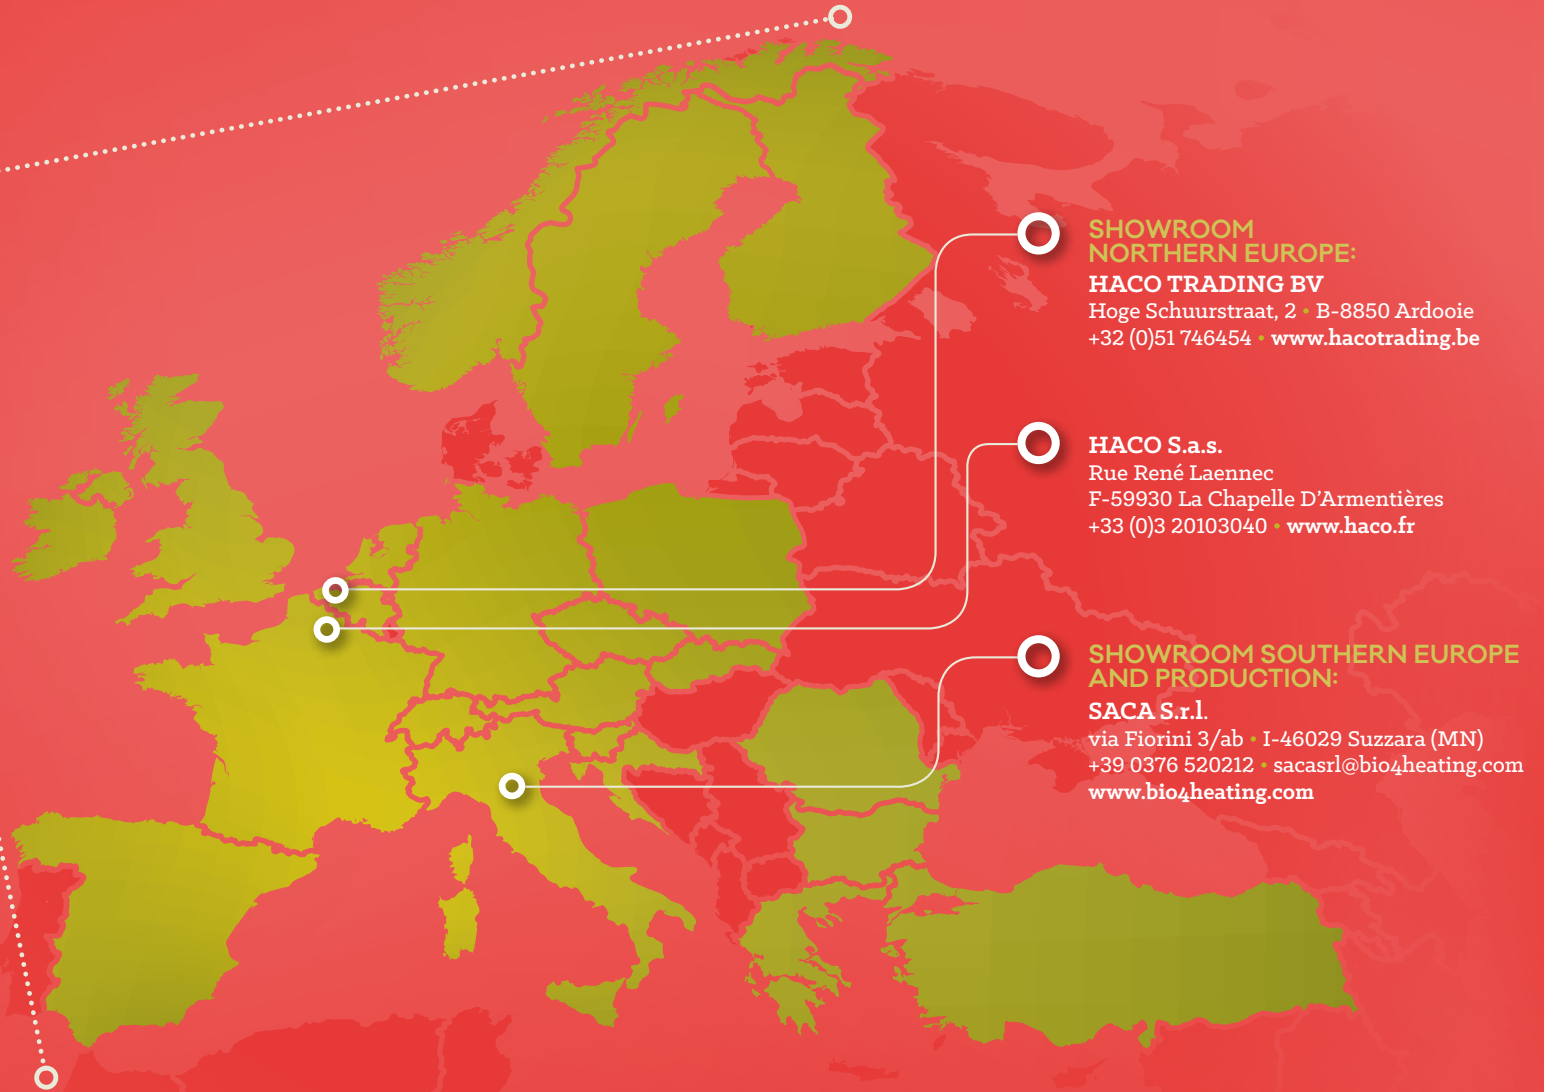 SHOWROOM
NORTHERN EUROPE:
HACO TRADING BV
Hoge Schuurstraat, 2 • B-8850 Ardooie
+32 (0)51 746454 • www.hacotrading.be
HACO S.a.s.
Rue René Laennec
F-59930 La Chapelle D’Armentières
+33 (0)3 20103040 • www.haco.fr
SHOWROOM SOUTHERN EUROPE
AND PRODUCTION:
SACA S.r.l.
via Fiorini 3/ab • I-46029 Suzzara (MN)
+39 0376 520212 • sacasrl@bio4heating.com
www.bio4heating.com